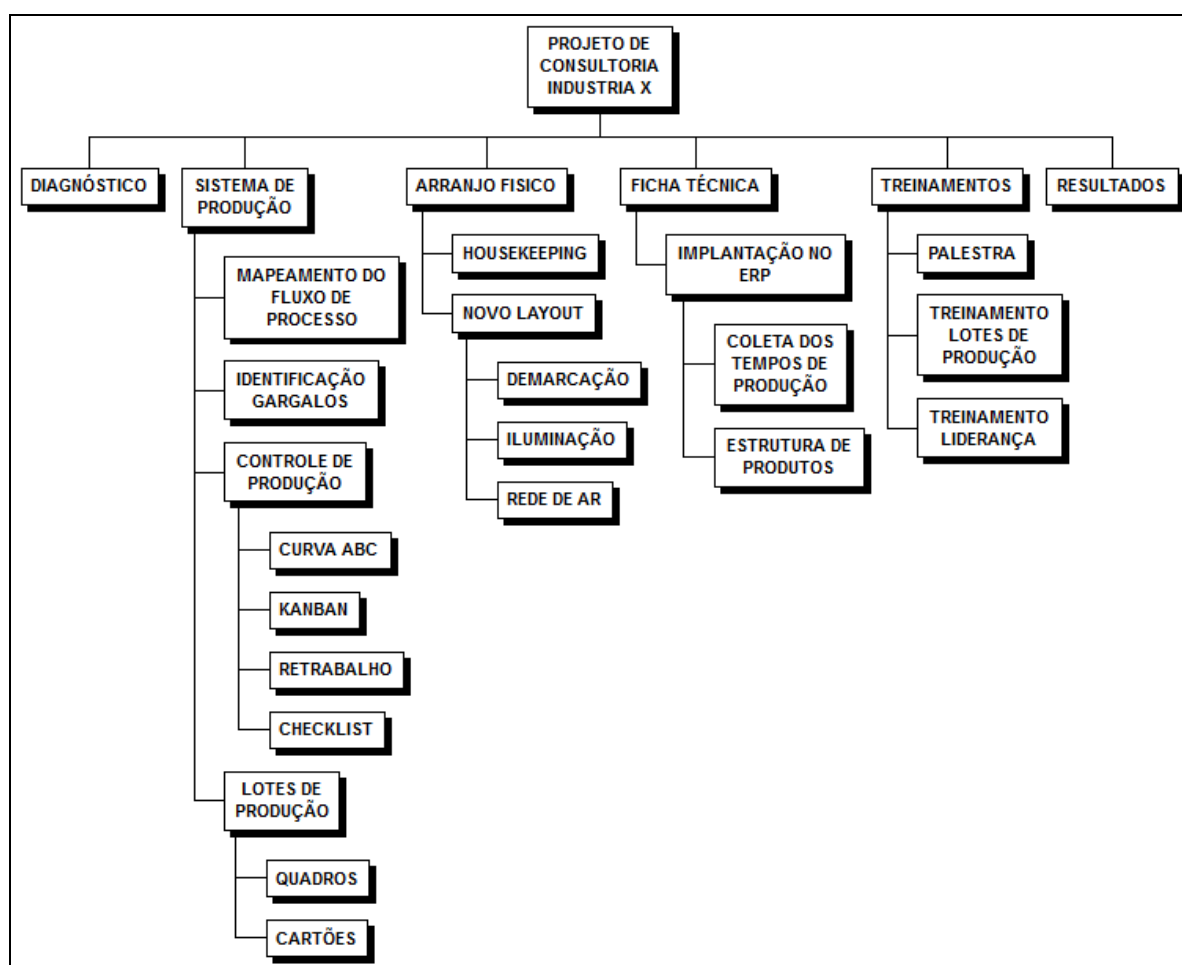 PROJETO DE
CONSULTORIA
INDUSTRIA X
DIAGNÓSTICO
SISTEMA DE
PRODUÇÃO
MAPEAMENTO DO
FLUXO DE
PROCESSO
IDENTIFICAÇÃO
GARGALOS
CONTROLE DE
PRODUÇÃO
CURVA ABC
KANBAN
RETRABALHO
CHECKLIST
LOTES DE
PRODUÇÃO
QUADROS
CARTÕES
ARRANJO FISICO
HOUSEKEEPING
NOVO LAYOUT
DEMARCAÇÃO
ILUMINAÇÃO
REDE DE AR
FICHA TÉCNICA
IMPLANTAÇÃO NO
ERP
COLETA DOS
TEMPOS DE
PRODUÇÃO
ESTRUTURA DE
PRODUTOS
TREINAMENTOS
PALESTRA
TREINAMENTO
LOTES DE
PRODUÇÃO
TREINAMENTO
LIDERANÇA
RESULTADOS